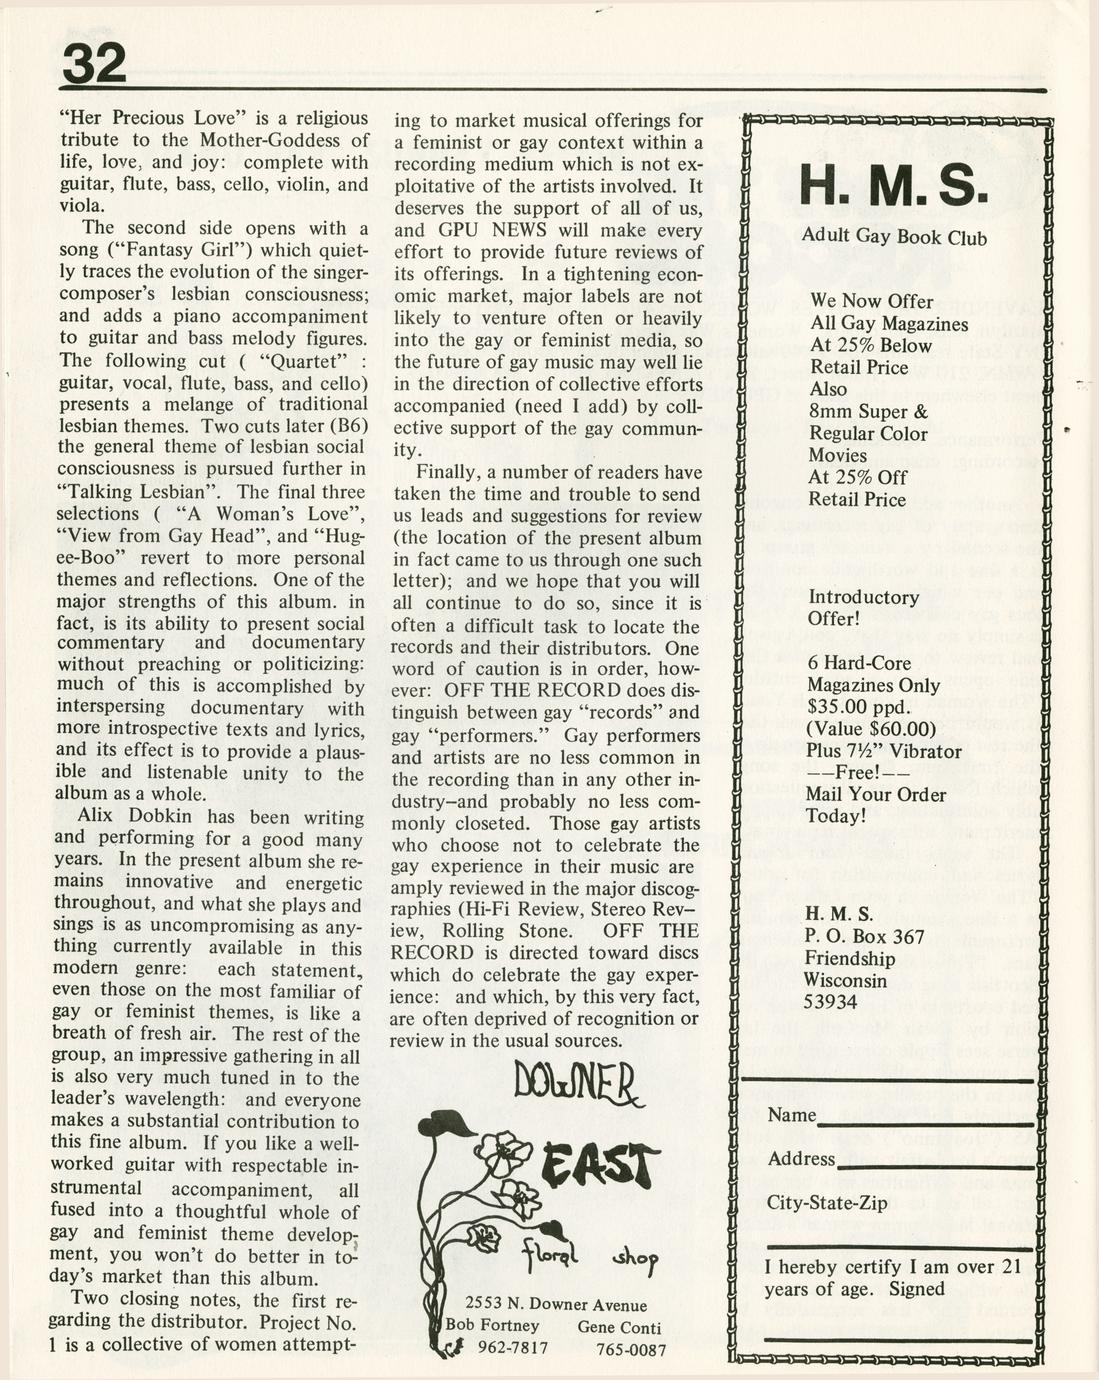 32
“Her Precious Love” is a religious
tribute to the Mother-Goddess of
life, love, and joy: complete with
guitar, flute, bass, cello, violin, and
viola.
The second side opens with a
song (“Fantasy Girl”) which quiet-
ly traces the evolution of the singer-
composer’s lesbian consciousness;
and adds a piano accompaniment
to guitar and bass melody figures.
The following cut ( “Quartet” :
guitar, vocal, flute, bass, and cello)
presents a melange of traditional
lesbian themes. Two cuts later (B6)
the general theme of lesbian social
consciousness is pursued further in
“Talking Lesbian”. The final three
selections ( “A Woman’s Love”,
“View from Gay Head”, and “Hug-
ee-Boo” revert to more personal
themes and reflections. One of the
major strengths of this album. in
fact, is its ability to present social
commentary and documentary
without preaching or politicizing:
much of this is accomplished by
interspersing documentary with
more introspective texts and lyrics,
and its effect is to provide a plaus-
ible and listenable unity to the
album as a whole.
Alix Dobkin has been writing
and performing for a good many
years. In the present album she re-
mains innovative and energetic
throughout, and what she plays and
sings is as uncompromising as any-
thing currently available in this
modern genre: each statement,
even those on the most familiar of
gay or feminist themes, is like a
breath of fresh air. The rest of the
group, an impressive gathering in all
is also very much tuned in to the
leader’s wavelength: and everyone
makes a substantial contribution to
this fine album. If you like a well-
worked guitar with respectable in-
strumental accompaniment, all
fused into a thoughtful whole of
gay and feminist theme develop-
ment, you won’t do better in to-
day’s market than this album.
Two closing notes, the first re-
garding the distributor. Project No.
1 is a collective of women attempt-
ing to market musical offerings for
a feminist or gay context within a
recording medium which is not ex-
ploitative of the artists involved. It
deserves the support of all of us,
and GPU NEWS will make every
effort to provide future reviews of
its offerings. In a tightening econ-
omic market, major labels are not
likely to venture often or heavily
into the gay or feminist media, so
the future of gay music may well lie
in the direction of collective efforts
accompanied (need I add) by coll-
ective support of the gay commun-
ity.
Finally, a number of readers have
taken the time and trouble to send
us leads and suggestions for review
(the location of the present album
in fact came to us through one such
letter); and we hope that you will
all continue to do so, since it is
often a difficult task to locate the
records and their distributors. One
word of caution is in order, how-
ever: OFF THE RECORD does dis-
tinguish between gay “records” and
gay “performers.” Gay performers
and artists are no less common in
the recording than in any other in-
dustry–and probably no less com-
monly closeted. Those gay artists
who choose not to celebrate the
gay experience in their music are
amply reviewed in the major discog-
raphies (Hi-Fi Review, Stereo Rev–
iew, Rolling Stone. OFF THE
RECORD is directed toward discs
which do celebrate the gay exper-
ience: and which, by this very fact,
are often deprived of recognition or
review in the usual sources.
DOWNER
EAST
floral shop
2553 N. Downer Avenue
Bob Fortney Gene Conti
962-7817 765-0087
H. M. S.
Adult Gay Book Club
We Now Offer
All Gay Magazines
At 25% Below
Retail Price
Also
8mm Super &
Regular Color
Movies
At 25% Off
Retail Price
Introductory
Offer!
6 Hard-Core
Magazines Only
$35.00 ppd.
(Value $60.00)
Plus 7½” Vibrator
––Free!––
Mail Your Order
Today!
H. M. S.
P. O. Box 367
Friendship
Wisconsin
53934
Name
Address
City-State-Zip
I hereby certify I am over 21
years of age. Signed